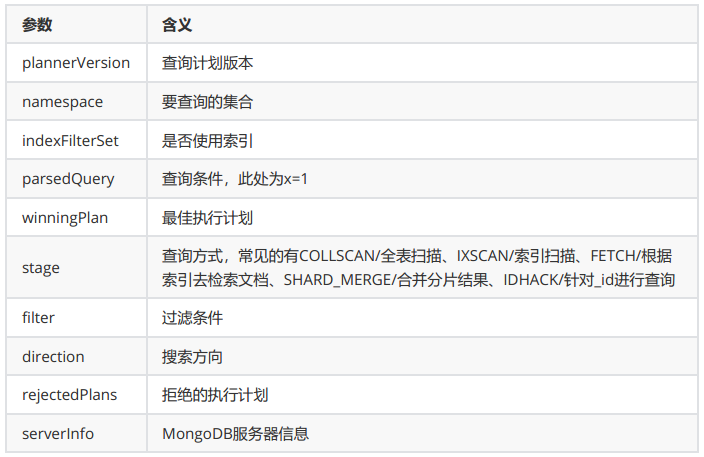 参数 含义
plannerVersion 查询计划版本
namespace 要查询的集合
indexFilterSet 是否使用索引
parsedQuery 查询条件，此处为x=1
winningPlan 最佳执行计划
stage 查询方式，常见的有COLLSCAN/全表扫描、IXSCAN/索引扫描、FETCH/根据
索引去检索文档、SHARD_MERGE/合并分片结果、IDHACK/针对_id进行查询
filter 过滤条件
direction 搜索方向
rejectedPlans 拒绝的执行计划
serverInfo MongoDB服务器信息